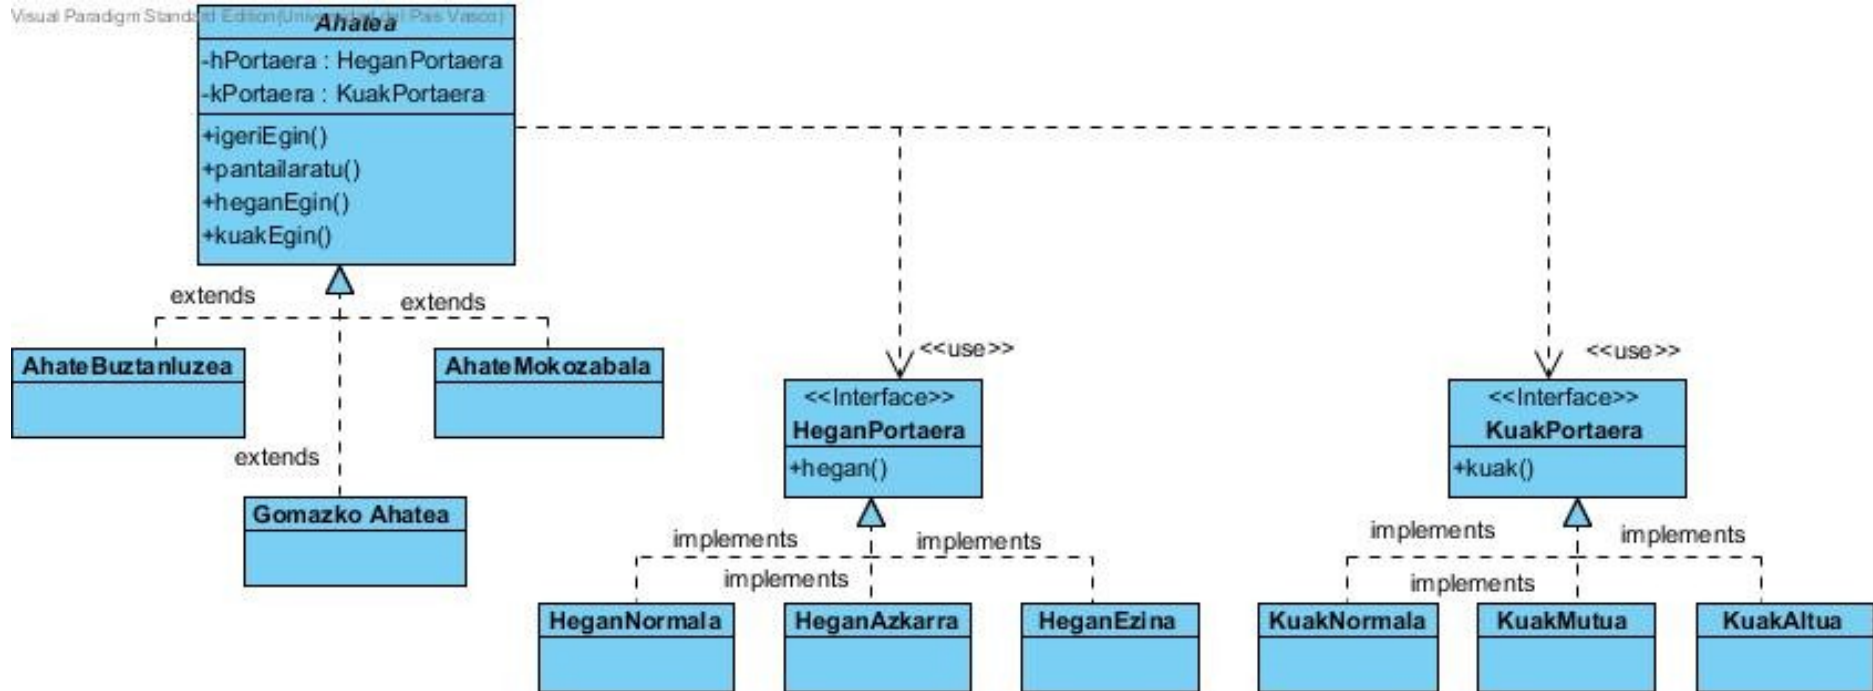 Visual Paradigm Standard Edition(Universidad del Pais Vasco)
Ahatea
-hPortaera : HeganPortaera
-kPortaera : KuakPortaera
+igeriEgin()
+pantailaratu()
+heganEgin()
+kuakEgin()
extends
extends
AhateBuztanluzea
AhateMokozabala
extends
Gomazko Ahatea
<<use>>
<<Interface>>
HeganPortaera
+hegan()
implements
implements
implements
HeganNormala
HeganAzkarra
HeganEzina
<<use>>
<<Interface>>
KuakPortaera
+kuak()
implements
implements
implements
KuakNormala
KuakMutua
KuakAltua